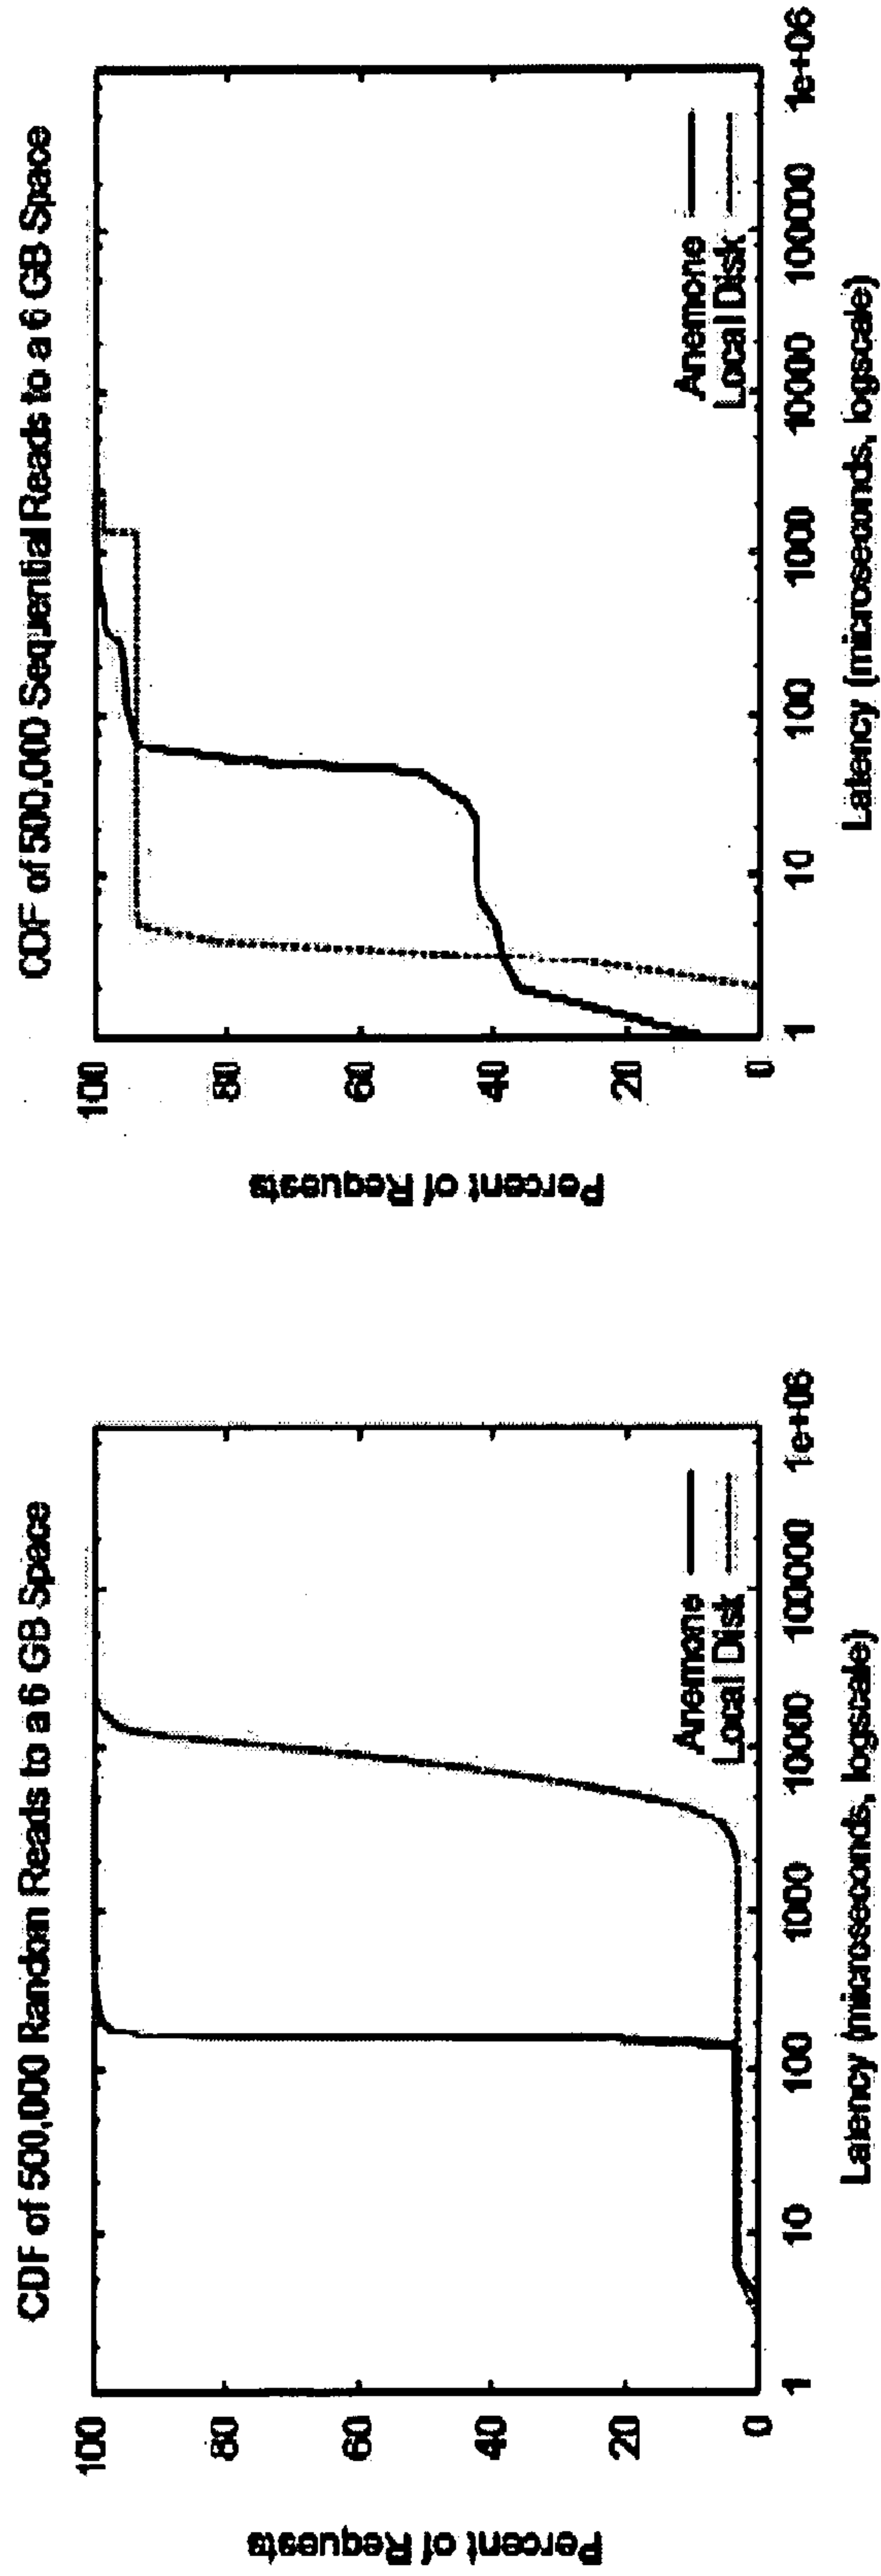 CDF of 500,000 Random Reads to a 6 GB Space
Percent of Requests
100
80
60
40
20
0
Anemone
Local Disk
1
10
100
1000
10000
100000
1e+06
Latency (microseconds, logscale)
CDF of 500,000 Sequential Reads to a 6 GB Space
Percent of Requests
100
80
60
40
20
0
Anemone
Local Disk
1
10
100
1000
10000
100000
1e+06
Latency (microseconds, logscale)